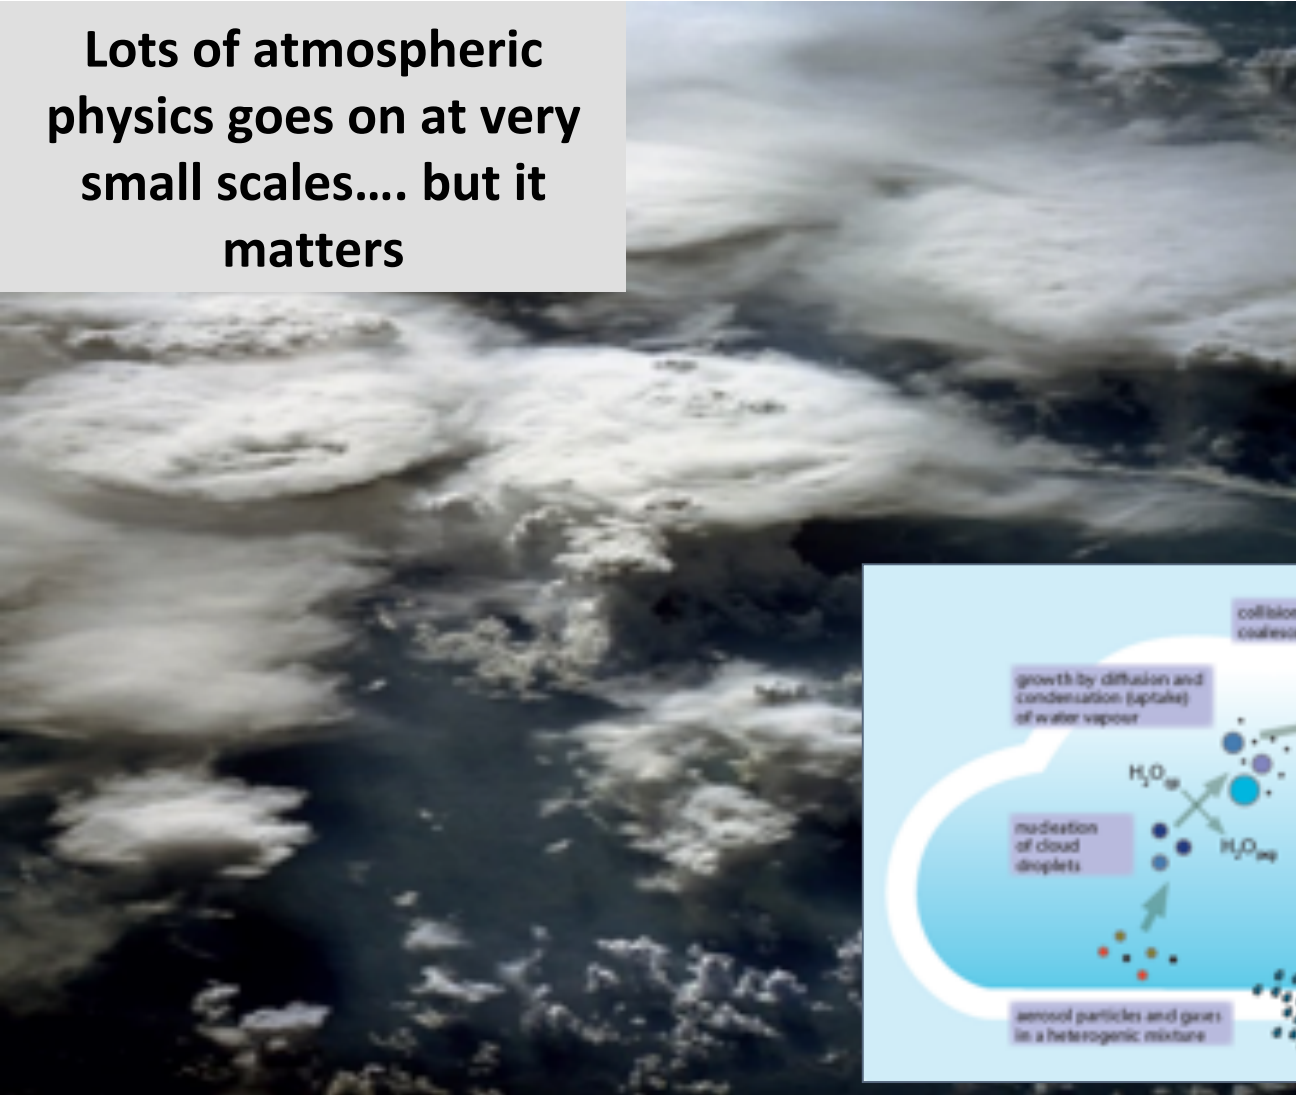 Lots of atmospheric
physics goes on at very
small scales…. but it
matters
growth by diffusion and
condensation (uptake)
of water vapour
H₂O
nucleation
of cloud
droplets
H₂O
aerosol particles and gases
in a heterogenic mixture